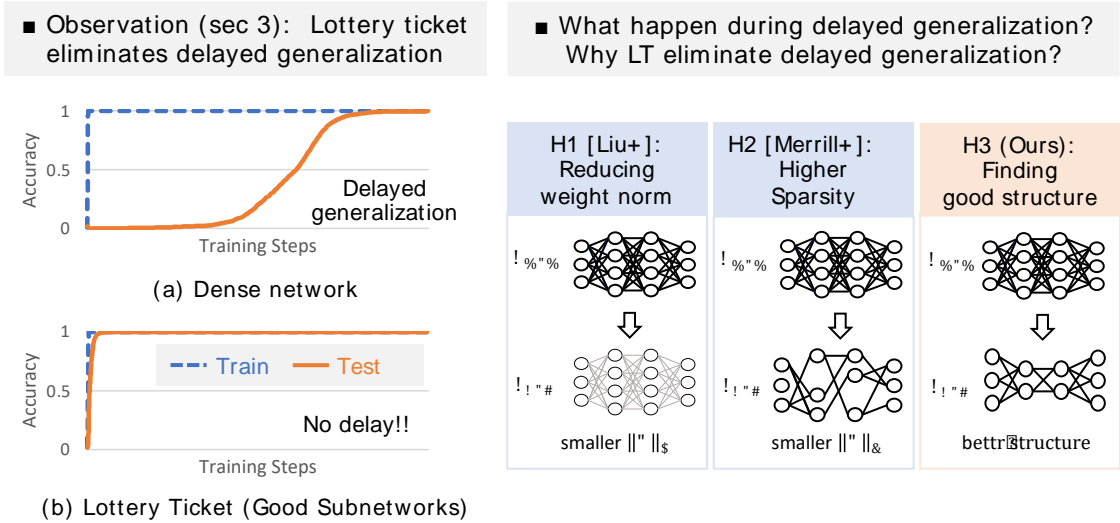 ■ Observation (sec 3): Lottery ticket
eliminates delayed generalization
1
0.5
0
Accuracy
Delayed
generalization
Training Steps
(a) Dense network
1
0.5
0
Accuracy
Train
Test
No delay!!
Training Steps
(b) Lottery Ticket (Good Subnetworks)
■ What happen during delayed generalization?
Why LT eliminate delayed generalization?
H1 [Liu+]:
Reducing
weight norm
! %"%
! !"#
smaller ||" ||$
H2 [Merrill+]:
Higher
Sparsity
! %"%
! !"#
smaller ||" ||&
H3 (Ours):
Finding
good structure
! %"%
! !"#
structure